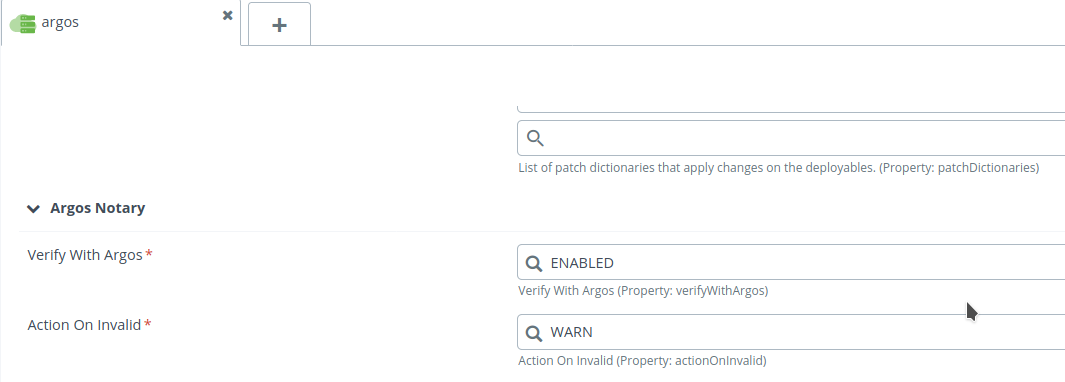 argos
List of patch dictionaries that apply changes on the deployables. (Property: patchDictionaries)
Argos Notary
Verify With Argos *
ENABLED
Verify With Argos (Property: verifyWithArgos)
Action On Invalid *
WARN
Action On Invalid (Property: actionOnInvalid)